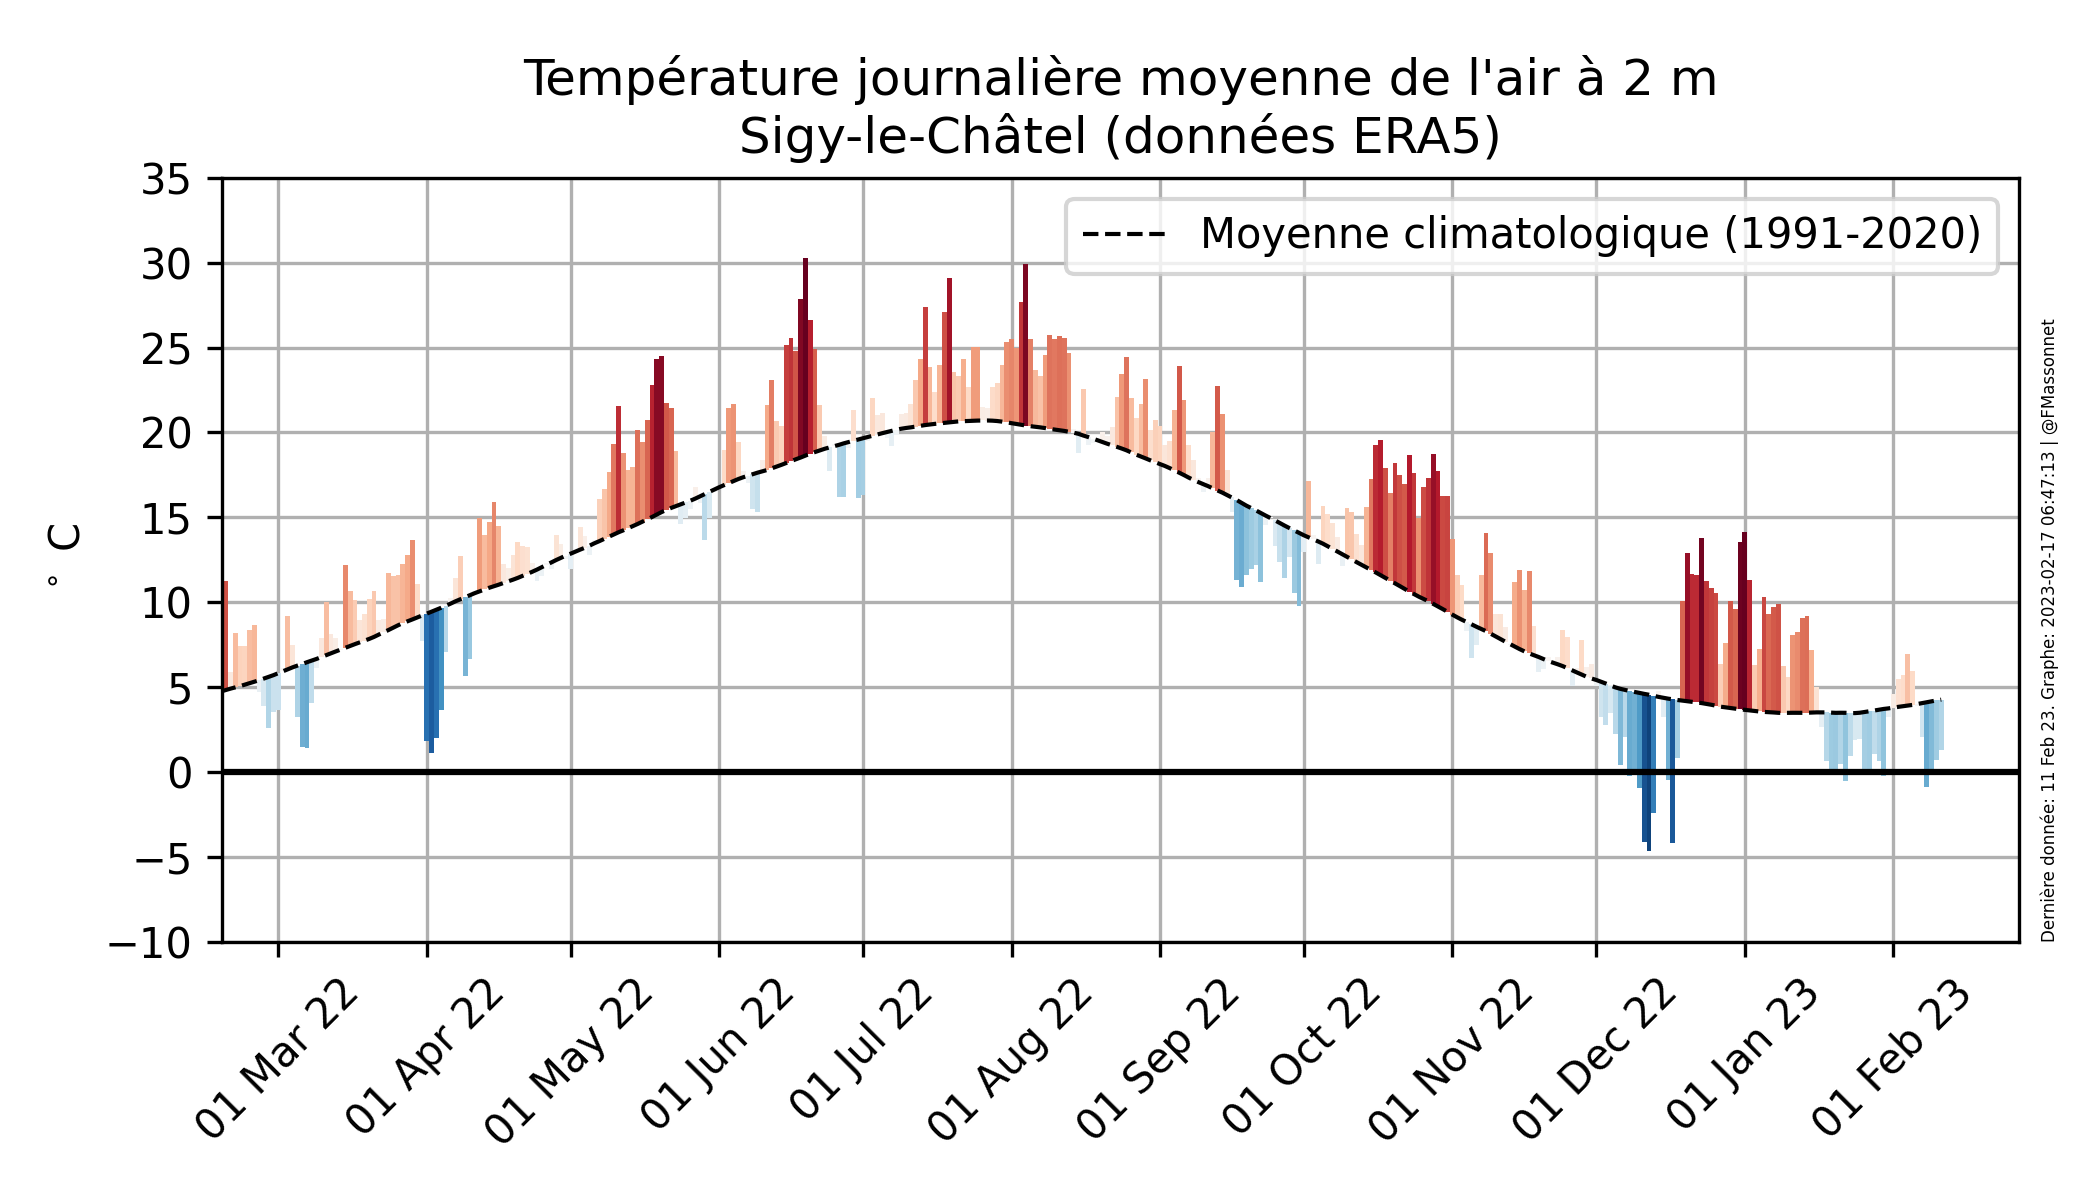 Température journalière moyenne de l'air à 2 m
Sigy-le-Châtel (données ERA5)
35
30
25
20
15
10
5
0
−5
−10
° C
Moyenne climatologique (1991-2020)
01 Mar 22
01 Apr 22
01 May 22
01 Jun 22
01 Jul 22
01 Aug 22
01 Sep 22
01 Oct 22
01 Nov 22
01 Dec 22
01 Jan 23
01 Feb 23
Dernière donnée: 11 Feb 23. Graphe: 2023-02-17 06:47:13 | @FMassonnet